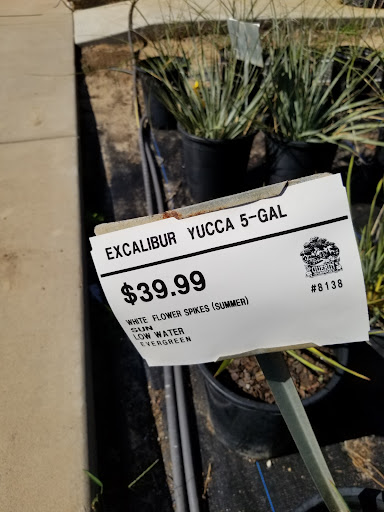 EXCALIBUR YUCCA 5-GAL
$39.99
#8138
WHITE FLOWER SPIKES (SUMMER)
SUN
LOW WATER
EVERGREEN